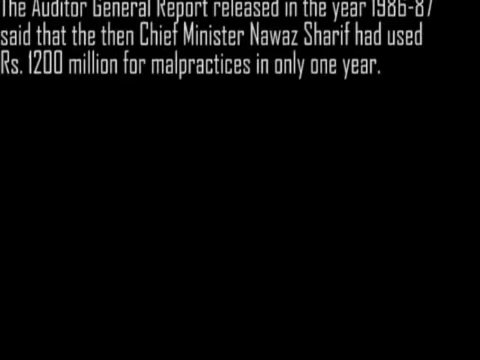 The Auditor General Report released in the year 1986-87
said that the then Chief Minister Nawaz Sharif had used
Rs. 1200 million for malpractices in only one year.